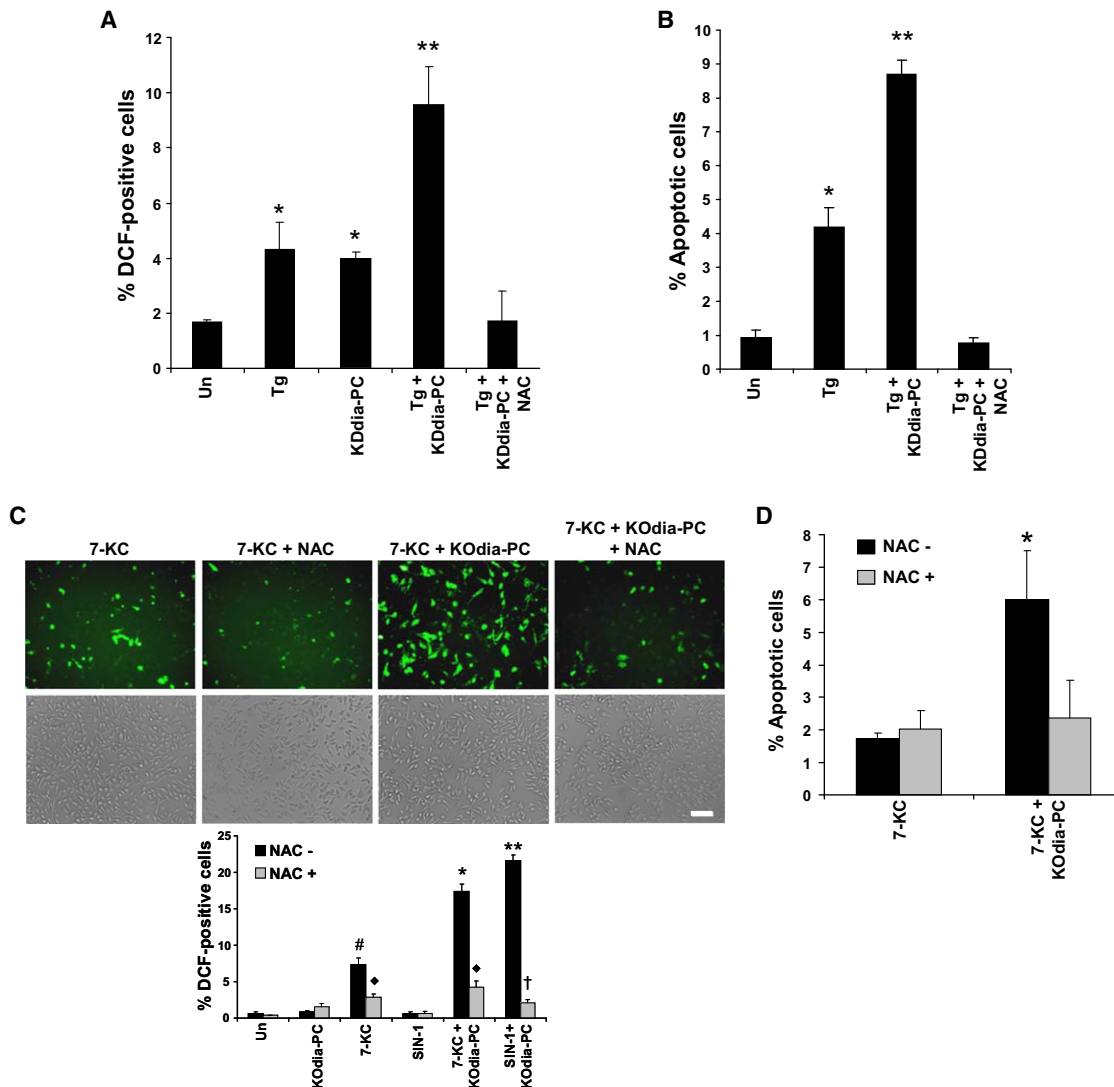 A
% DCF-positive cells
12
10
8
6
4
2
0
*
*
**
Un
Tg
KDdia-PC
Tg +
KDdia-PC
Tg +
KDdia-PC +
NAC
B
% Apoptotic cells
10
9
8
7
6
5
4
3
2
1
0
*
**
Un
Tg
Tg +
KDdia-PC
Tg +
KDdia-PC +
NAC
C
7-KC
7-KC + NAC
7-KC + KOdia-PC
7-KC + KOdia-PC
+ NAC
% DCF-positive cells
25
20
15
10
5
0
NAC -
NAC +
#
◆
*
◆
**
†
Un
KOdia-PC
7-KC
SIN-1
7-KC +
KOdia-PC
SIN-1+
KOdia-PC
D
% Apoptotic cells
8
7
6
5
4
3
2
1
0
NAC -
NAC +
*
7-KC
7-KC +
KOdia-PC